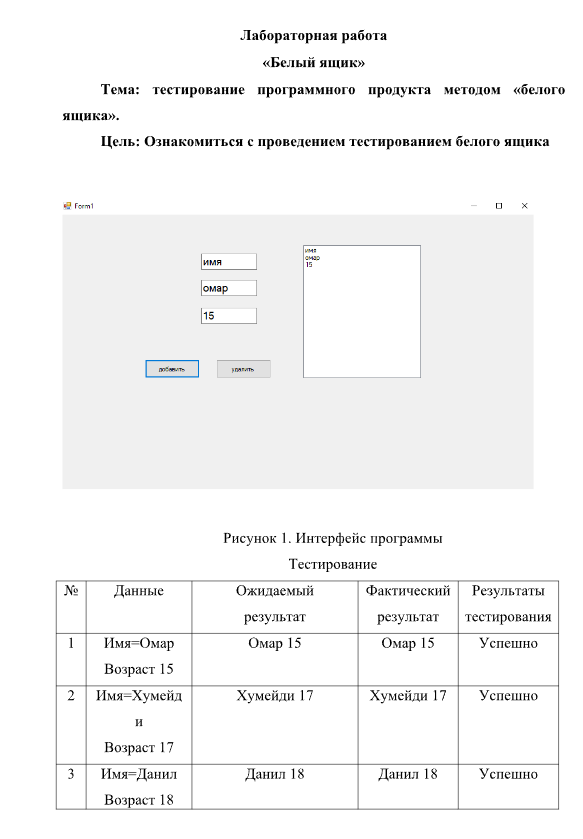 Лабораторная работа
«Белый ящик»
Тема: тестирование программного продукта методом «белого
ящика».
Цель: Ознакомиться с проведением тестированием белого ящика
Form1
имя
омар
15
добавить
удалить
имя
омар
15
Рисунок 1. Интерфейс программы
Тестирование
№ Данные Ожидаемый результат Фактический результат Результаты тестирования
1 Имя=Омар Возраст 15 Омар 15 Омар 15 Успешно
2 Имя=Хумейд и Возраст 17 Хумейди 17 Хумейди 17 Успешно
3 Имя=Данил Возраст 18 Данил 18 Данил 18 Успешно